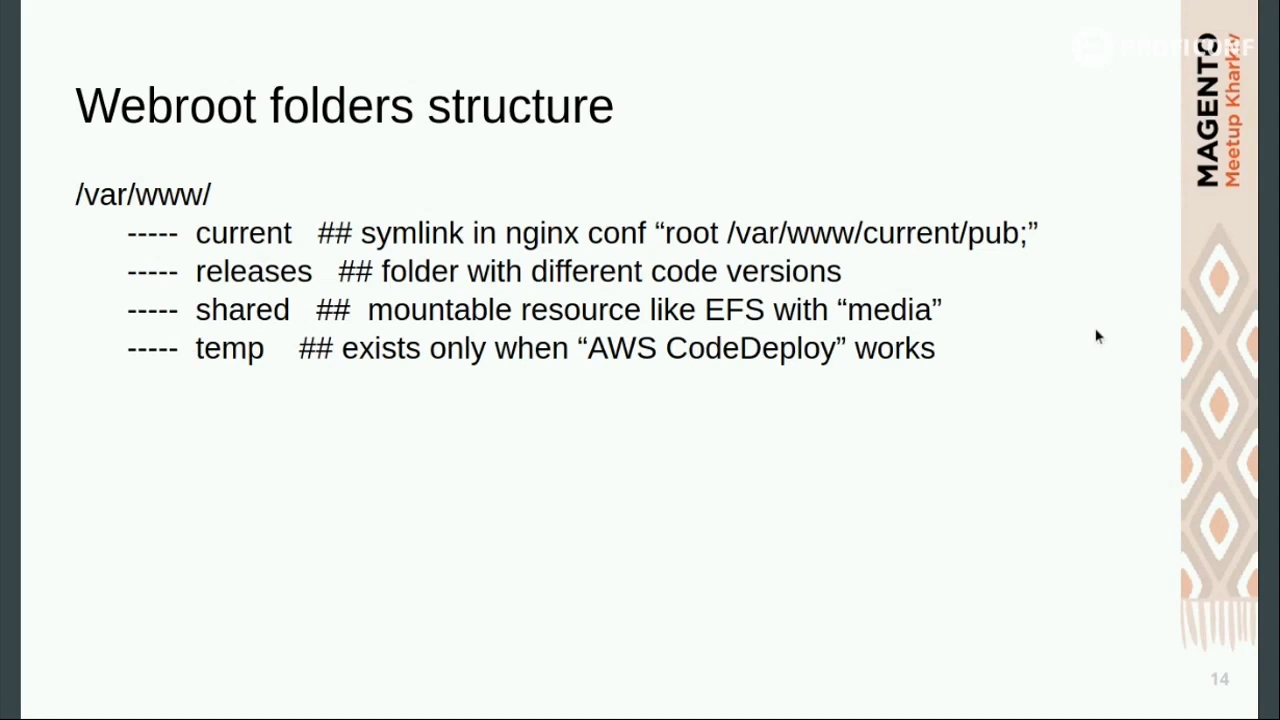 Webroot folders structure
/var/www/
----- current ## symlink in nginx conf “root /var/www/current/pub;”
----- releases ## folder with different code versions
----- shared ## mountable resource like EFS with “media”
----- temp ## exists only when “AWS CodeDeploy” works
MAGENTO
Meetup Kharkiv
PROFICONF
14